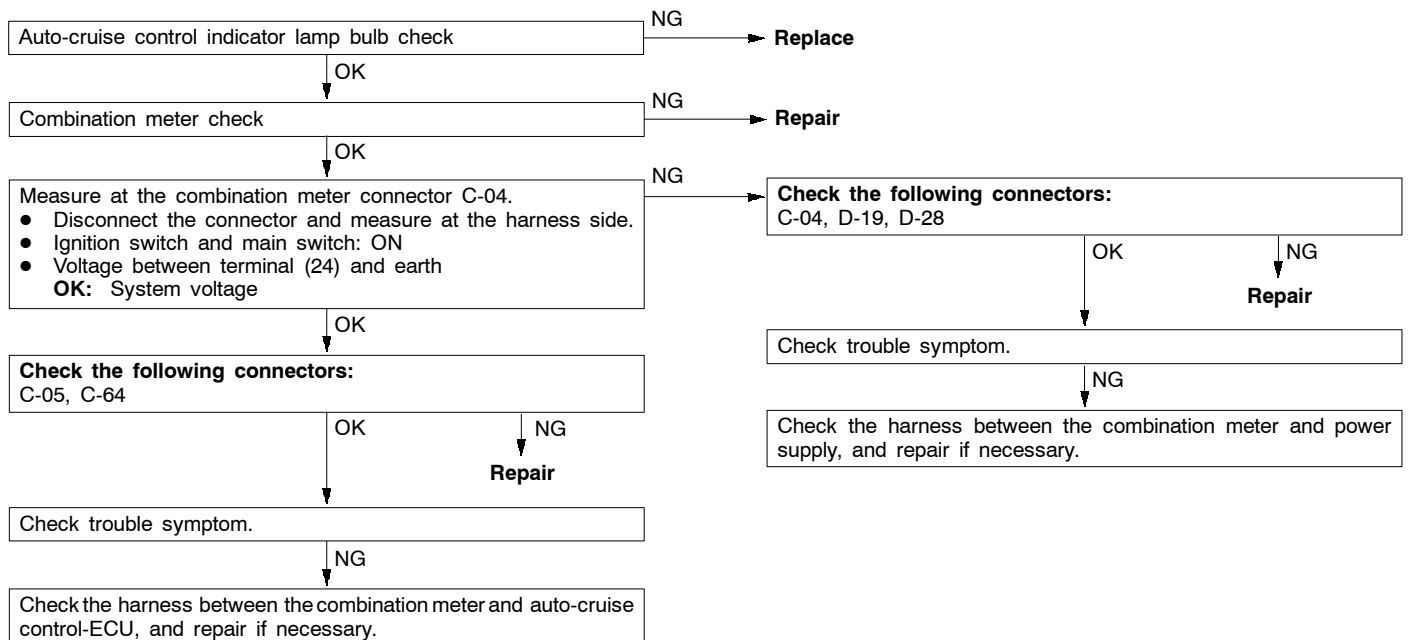 Auto-cruise control indicator lamp bulb check
NG
Replace
OK
Combination meter check
NG
Repair
OK
Measure at the combination meter connector C-04.
● Disconnect the connector and measure at the harness side.
● Ignition switch and main switch: ON
● Voltage between terminal (24) and earth
OK: System voltage
NG
Check the following connectors:
C-04, D-19, D-28
OK
NG
Repair
Check trouble symptom.
NG
Check the harness between the combination meter and power
supply, and repair if necessary.
OK
Check the following connectors:
C-05, C-64
OK
NG
Repair
Check trouble symptom.
NG
Check the harness between the combination meter and auto-cruise
control-ECU, and repair if necessary.